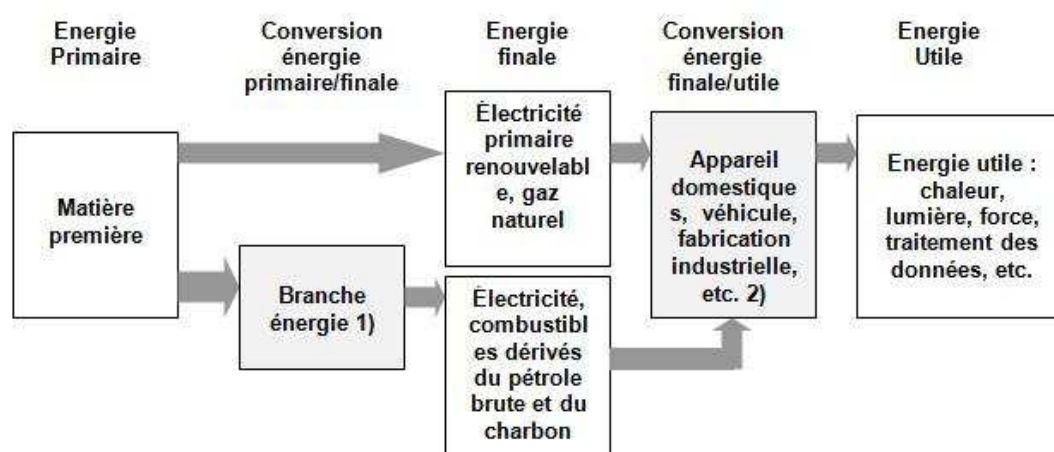 Energie
Primaire
Conversion
énergie
primaire/finale
Energie
finale
Conversion
énergie
finale/utile
Energie
Utile
Matière
première
Branche
énergie 1)
Électricité
primaire
renouvelabl
e, gaz
naturel
Électricité,
combustibl
es dérivés
du pétrole
brute et du
charbon
Appareil
domestique
s, véhicule,
fabrication
industrielle,
etc. 2)
Energie utile :
chaleur,
lumière, force,
traitement des
données, etc.